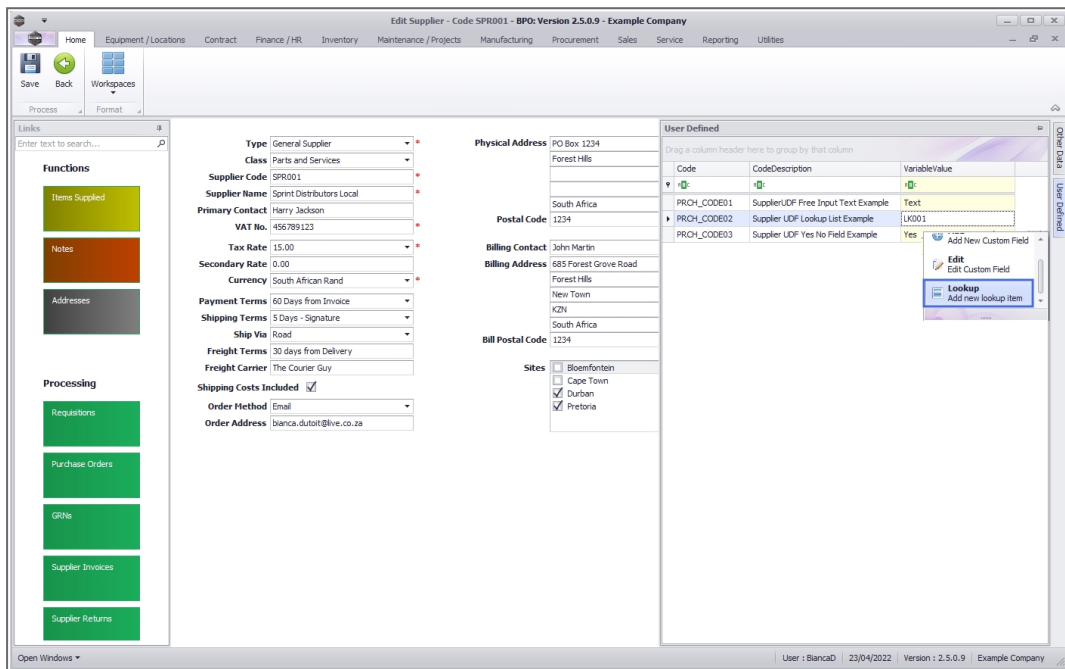 Edit Supplier - Code SPR001 - BPO: Version 2.5.0.9 - Example Company
Home Equipment / Locations Contract Finance / HR Inventory Maintenance / Projects Manufacturing Procurement Sales Service Reporting Utilities
Save Back Workspaces
Process Format
Links
Enter text to search...
Functions
Items Supplied
Notes
Addresses
Processing
Requisitions
Purchase Orders
GRNs
Supplier Invoices
Supplier Returns
Type General Supplier *
Class Parts and Services
Supplier Code SPR001 *
Supplier Name Sprint Distributors Local *
Primary Contact Harry Jackson
VAT No. 456789123 *
Tax Rate 15.00 *
Secondary Rate 0.00
Currency South African Rand *
Payment Terms 60 Days from Invoice
Shipping Terms 5 Days - Signature
Ship Via Road
Freight Terms 30 days from Delivery
Freight Carrier The Courier Guy
Shipping Costs Included
Order Method Email
Order Address bianca.dutoit@live.co.za
Physical Address PO Box 1234
Forest Hills
South Africa
Postal Code 1234
Billing Contact John Martin
Billing Address 685 Forest Grove Road
Forest Hills
New Town
KZN
South Africa
Bill Postal Code 1234
Sites Bloemfontein
Cape Town
Durban
Pretoria
User Defined
Drag a column header here to group by that column
Code CodeDescription VariableValue
PRCH_CODE01 SupplierUDF Free Input Text Example Text
PRCH_CODE02 Supplier UDF Lookup List Example LK001
PRCH_CODE03 Supplier UDF Yes No Field Example Yes
Add New Custom Field
Edit
Edit Custom Field
Lookup
Add new lookup item
Other Data
User Defined
Open Windows
User : BiancaD 23/04/2022 Version : 2.5.0.9 Example Company